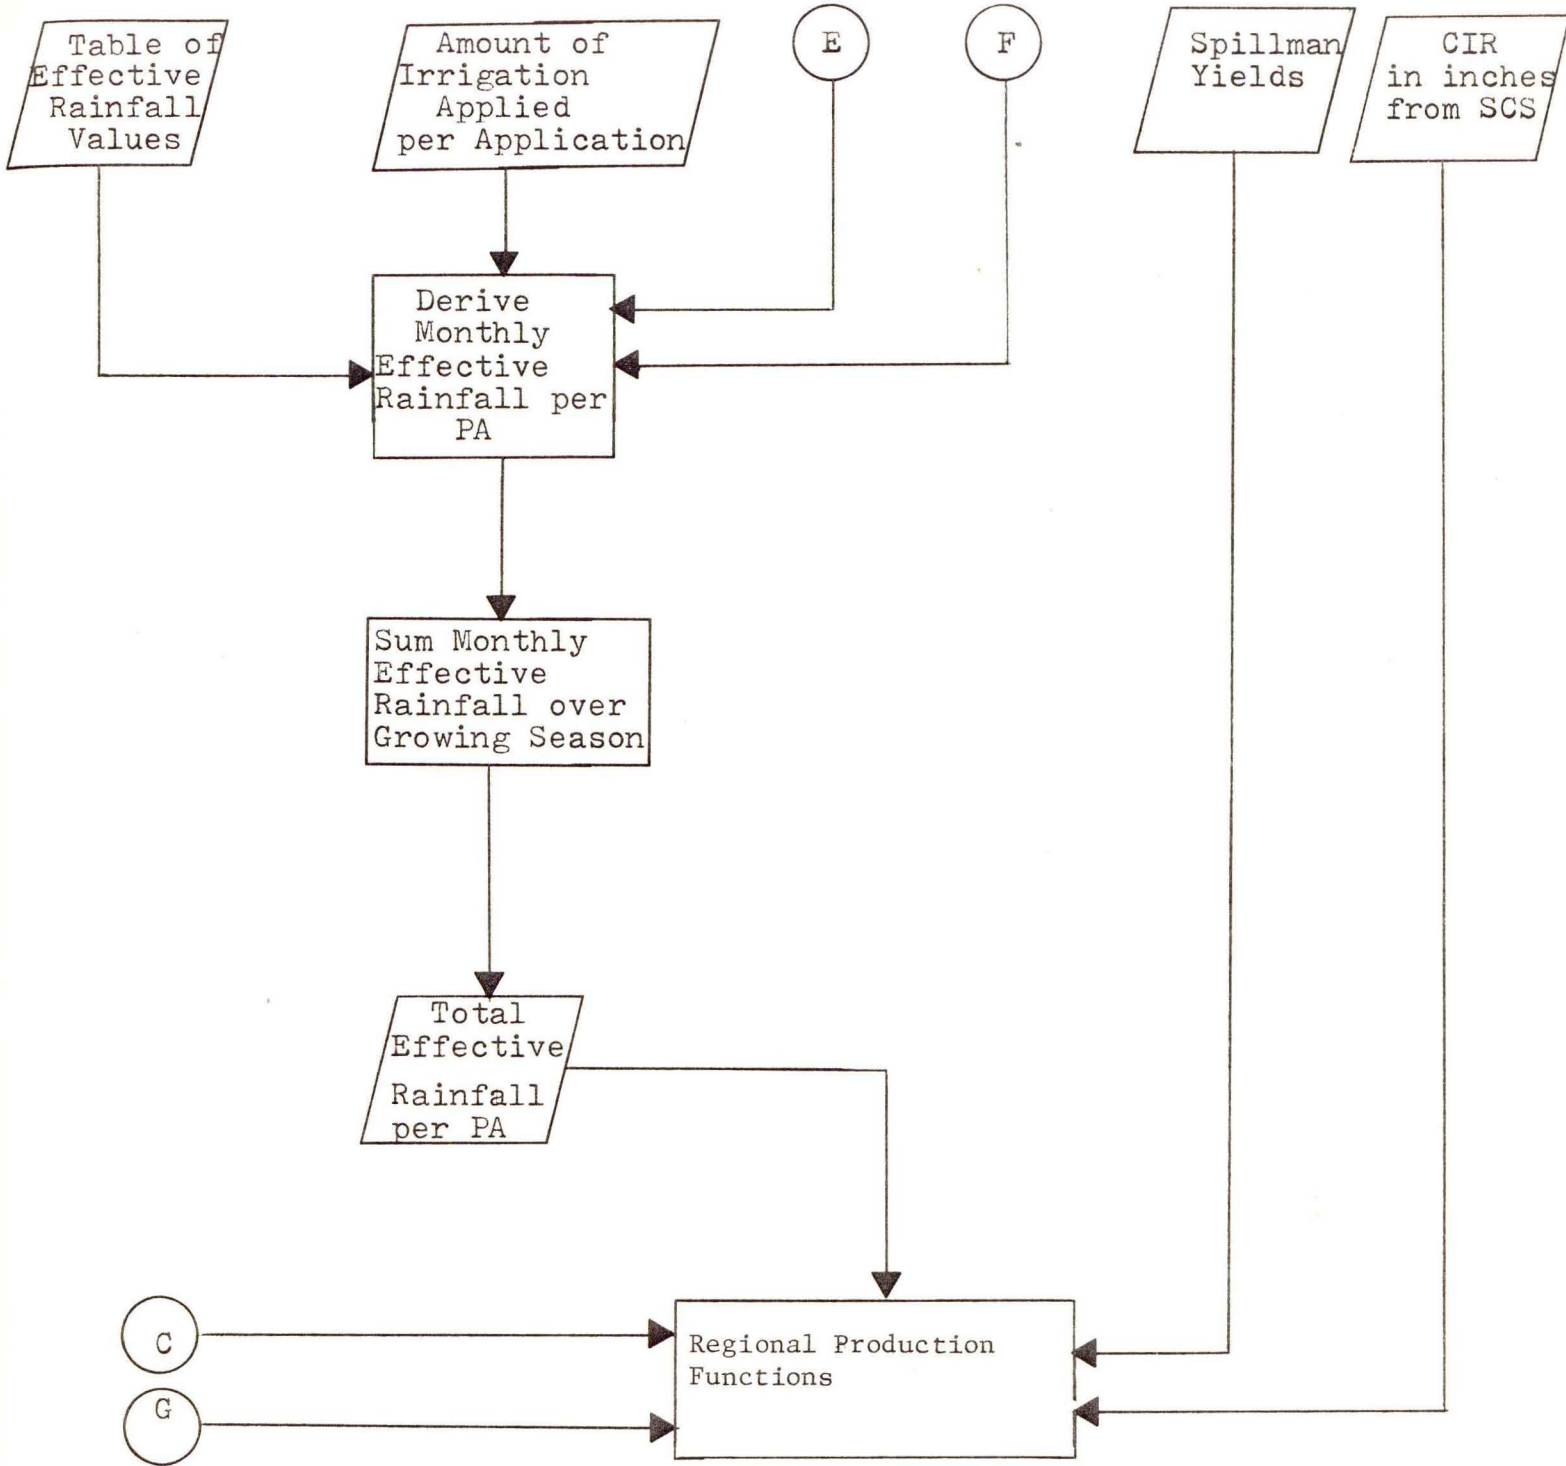 Table of
Effective
Rainfall
Values
Amount of
Irrigation
Applied
per Application
E
F
Spillman
Yields
CIR
in inches
from SCS
Derive
Monthly
Effective
Rainfall per
PA
Sum Monthly
Effective
Rainfall over
Growing Season
Total
Effective
Rainfall
per PA
C
G
Regional Production
Functions